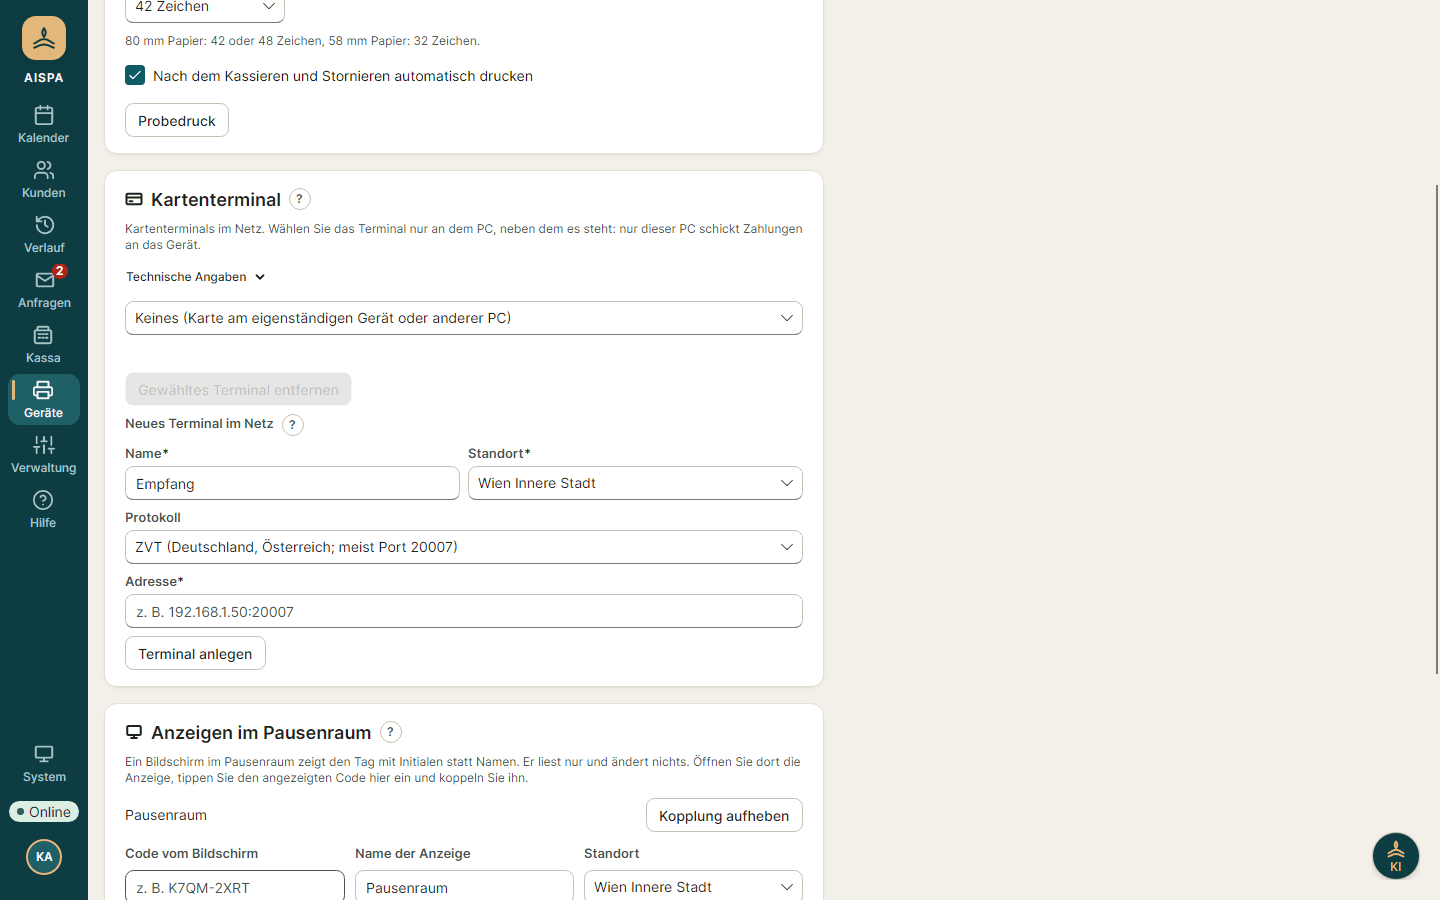 AISPA
Kalender
Kunden
Verlauf
2
Anfragen
Kassa
Geräte
Verwaltung
Hilfe
System
Online
KA
42 Zeichen
80 mm Papier: 42 oder 48 Zeichen, 58 mm Papier: 32 Zeichen.
Nach dem Kassieren und Stornieren automatisch drucken
Probedruck
Kartenterminal ?
Kartenterminals im Netz. Wählen Sie das Terminal nur an dem PC, neben dem es steht: nur dieser PC schickt Zahlungen
an das Gerät.
Technische Angaben
Keines (Karte am eigenständigen Gerät oder anderer PC)
Gewähltes Terminal entfernen
Neues Terminal im Netz ?
Name* Standort*
Empfang Wien Innere Stadt
Protokoll
ZVT (Deutschland, Österreich; meist Port 20007)
Adresse*
z. B. 192.168.1.50:20007
Terminal anlegen
Anzeigen im Pausenraum ?
Ein Bildschirm im Pausenraum zeigt den Tag mit Initialen statt Namen. Er liest nur und ändert nichts. Öffnen Sie dort die
Anzeige, tippen Sie den angezeigten Code hier ein und koppeln Sie ihn.
Pausenraum Kopplung aufheben
Code vom Bildschirm Name der Anzeige Standort
z. B. K7QM-2XRT Pausenraum Wien Innere Stadt
KI